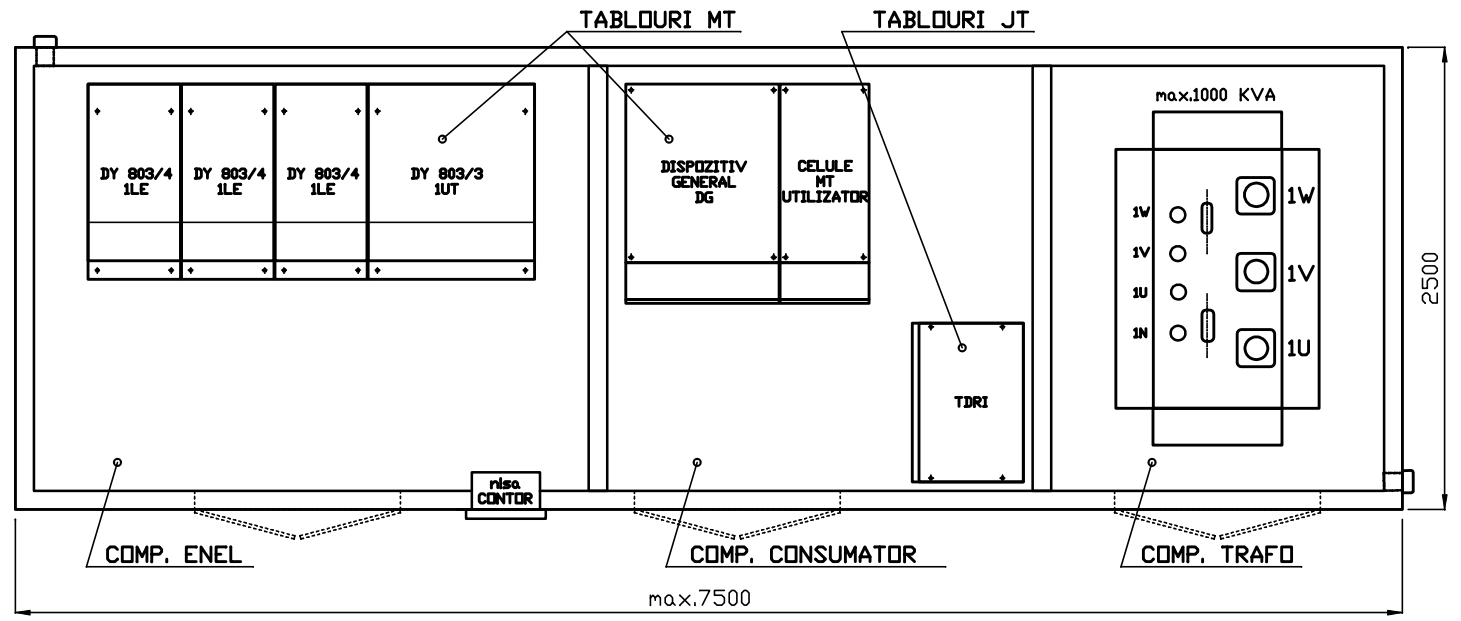 TABLOURI MT
TABLOURI JT
max.1000 KVA
DY 803/4
1LE
DY 803/4
1LE
DY 803/4
1LE
DY 803/3
1UT
DISPOZITIV
GENERAL
DG
CELULE
MT
UTILIZATOR
1W
1V
1U
1N
1W
1V
1U
2500
TDRI
nisa
CONTOR
COMP. ENEL
COMP. CONSUMATOR
COMP. TRAFO
max.7500